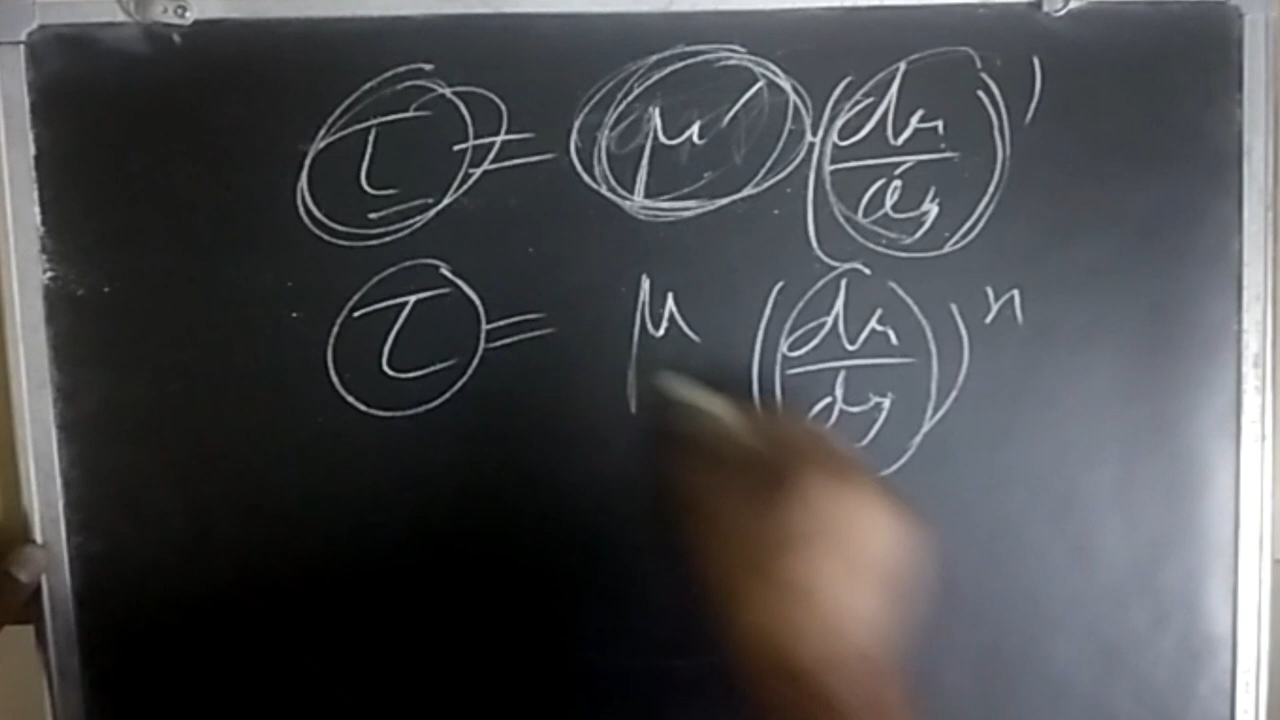 τ = μ (du/dy)¹
τ = μ (du/dy)ⁿ